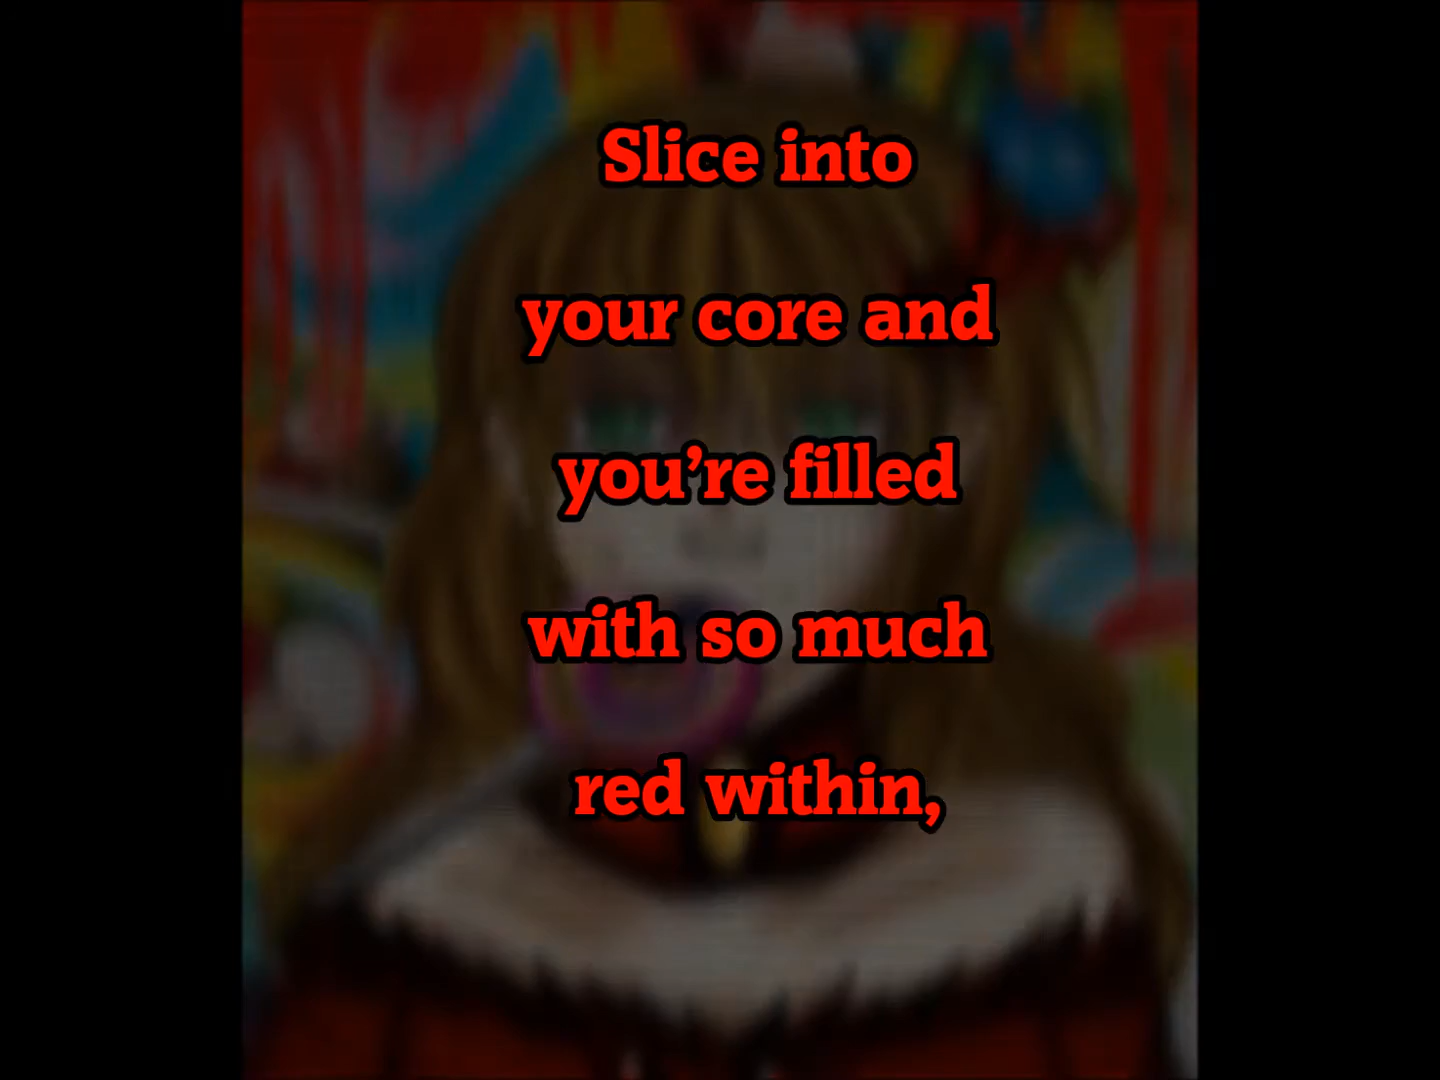 Slice into
your core and
you’re filled
with so much
red within,